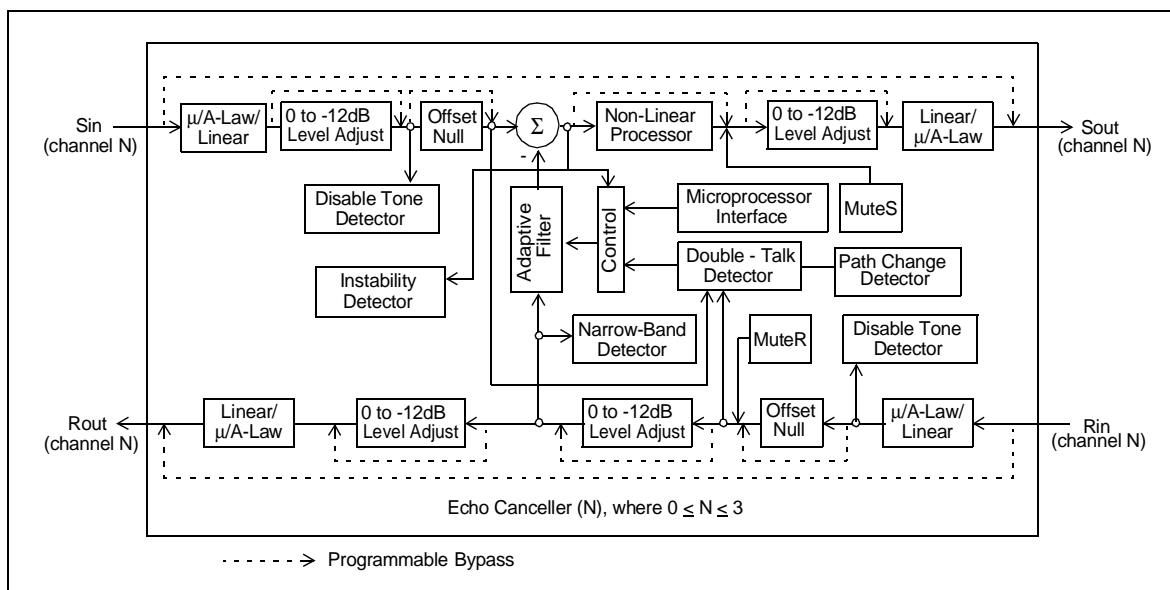 Sin
(channel N)
μ/A-Law/
Linear
0 to -12dB
Level Adjust
Offset
Null
Σ
-
Non-Linear
Processor
0 to -12dB
Level Adjust
Linear/
μ/A-Law
Sout
(channel N)
Disable Tone
Detector
Adaptive
Filter
Control
Microprocessor
Interface
MuteS
Instability
Detector
Double - Talk
Detector
Path Change
Detector
Narrow-Band
Detector
MuteR
Disable Tone
Detector
Rout
(channel N)
Linear/
μ/A-Law
0 to -12dB
Level Adjust
0 to -12dB
Level Adjust
Offset
Null
μ/A-Law/
Linear
Rin
(channel N)
Echo Canceller (N), where 0 ≤ N ≤ 3
Programmable Bypass